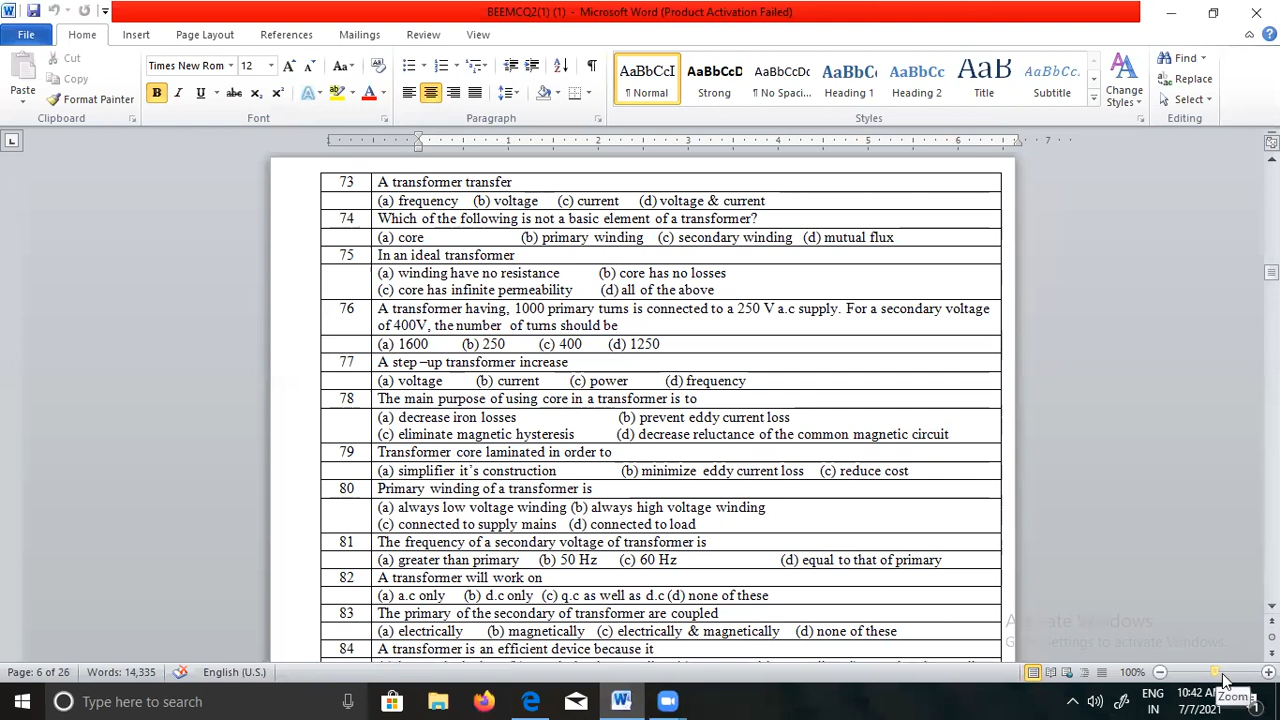 BEEMCQ2(1) (1) - Microsoft Word (Product Activation Failed)
File Home Insert Page Layout References Mailings Review View
Paste
Cut
Copy
Format Painter
Clipboard
Times New Rom 12
Font
Paragraph
AaBbCcI AaBbCcD AaBbCcDc AaBbC AaBbCc AaB AaBbCc.
¶ Normal Strong ¶ No Spaci... Heading 1 Heading 2 Title Subtitle
Styles
Change Styles
Find
Replace
Select
Editing
73 A transformer transfer
(a) frequency (b) voltage (c) current (d) voltage & current
74 Which of the following is not a basic element of a transformer?
(a) core (b) primary winding (c) secondary winding (d) mutual flux
75 In an ideal transformer
(a) winding have no resistance (b) core has no losses
(c) core has infinite permeability (d) all of the above
76 A transformer having, 1000 primary turns is connected to a 250 V a.c supply. For a secondary voltage
of 400V, the number of turns should be
(a) 1600 (b) 250 (c) 400 (d) 1250
77 A step –up transformer increase
(a) voltage (b) current (c) power (d) frequency
78 The main purpose of using core in a transformer is to
(a) decrease iron losses (b) prevent eddy current loss
(c) eliminate magnetic hysteresis (d) decrease reluctance of the common magnetic circuit
79 Transformer core laminated in order to
(a) simplifier it's construction (b) minimize eddy current loss (c) reduce cost
80 Primary winding of a transformer is
(a) always low voltage winding (b) always high voltage winding
(c) connected to supply mains (d) connected to load
81 The frequency of a secondary voltage of transformer is
(a) greater than primary (b) 50 Hz (c) 60 Hz (d) equal to that of primary
82 A transformer will work on
(a) a.c only (b) d.c only (c) q.c as well as d.c (d) none of these
83 The primary of the secondary of transformer are coupled
(a) electrically (b) magnetically (c) electrically & magnetically (d) none of these
84 A transformer is an efficient device because it
Activate Windows
Go to Settings to activate Windows.
Page: 6 of 26 Words: 14,335 English (U.S.) 100%
Zoom
Type here to search
ENG
IN
10:42 AM
7/7/2021